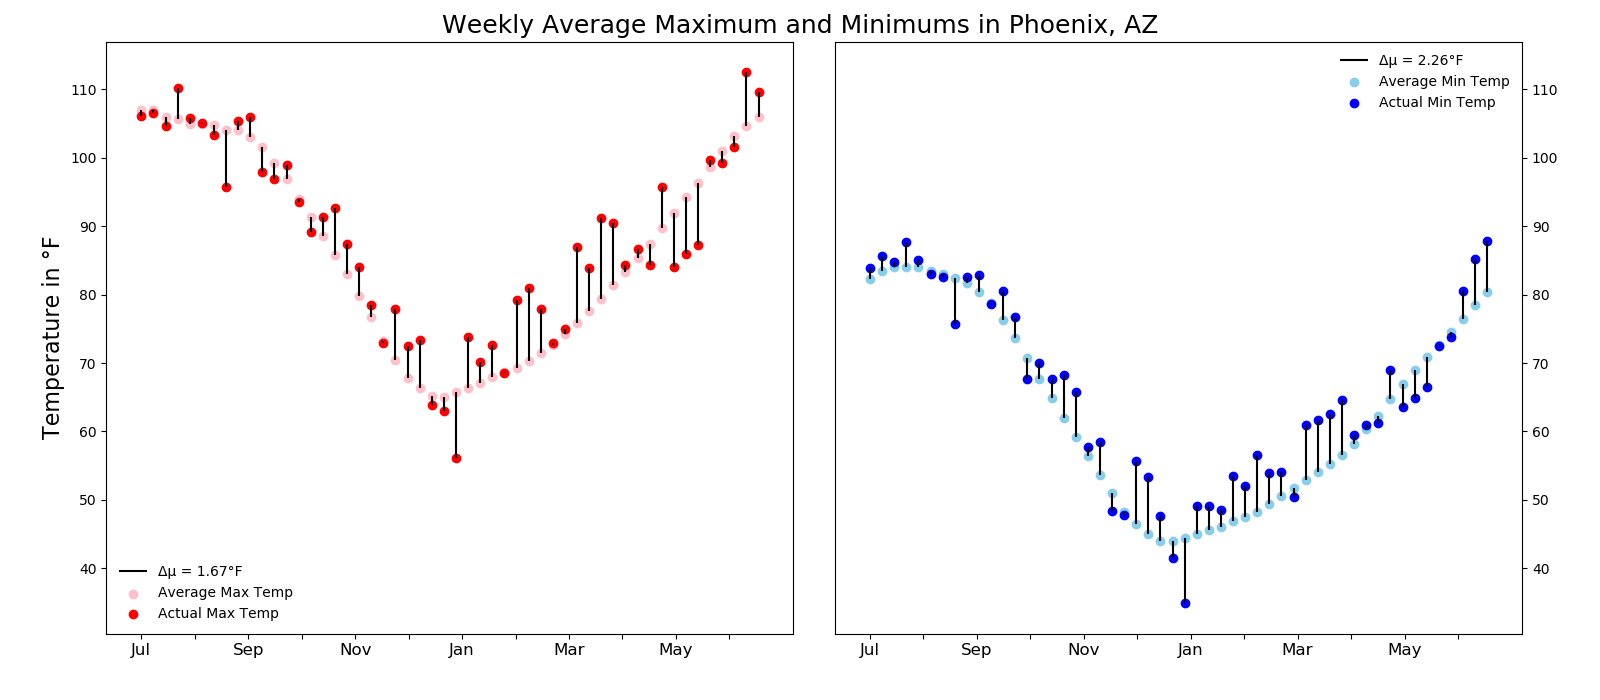 Weekly Average Maximum and Minimums in Phoenix, AZ
Temperature in °F
110
100
90
80
70
60
50
40
Δμ = 1.67°F
Average Max Temp
Actual Max Temp
Jul
Sep
Nov
Jan
Mar
May
Δμ = 2.26°F
Average Min Temp
Actual Min Temp
110
100
90
80
70
60
50
40
Jul
Sep
Nov
Jan
Mar
May